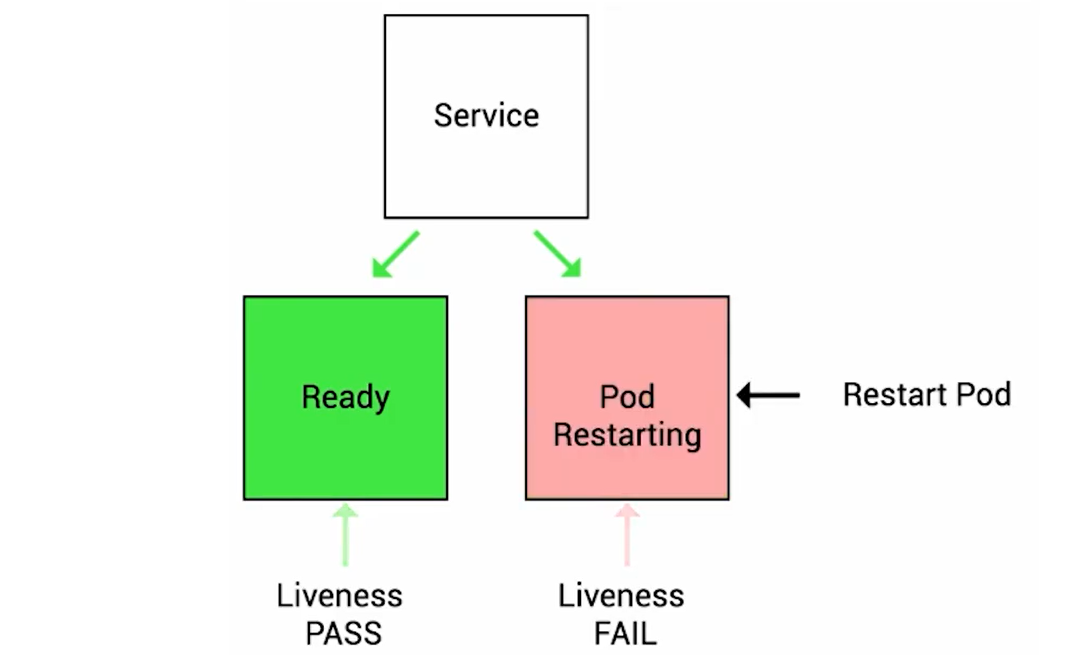 Service
Ready
Pod
Restarting
Restart Pod
Liveness
PASS
Liveness
FAIL